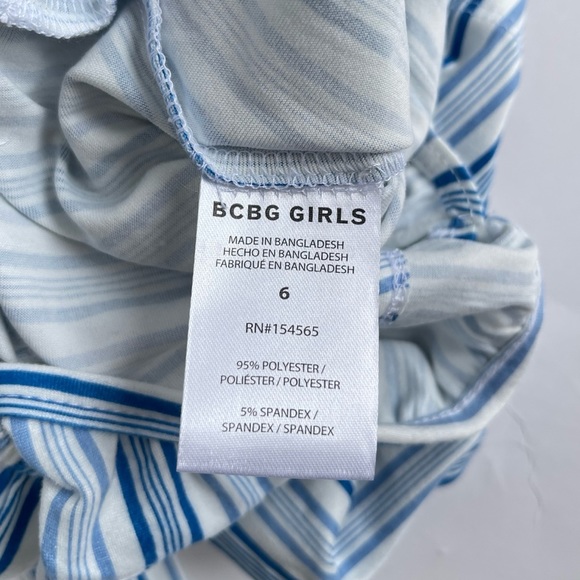 BCBG GIRLS
MADE IN BANGLADESH
HECHO EN BANGLADESH
FABRIQUÉ EN BANGLADESH
6
RN#154565
95% POLYESTER /
POLIÉSTER / POLYESTER
5% SPANDEX /
SPANDEX / SPANDEX